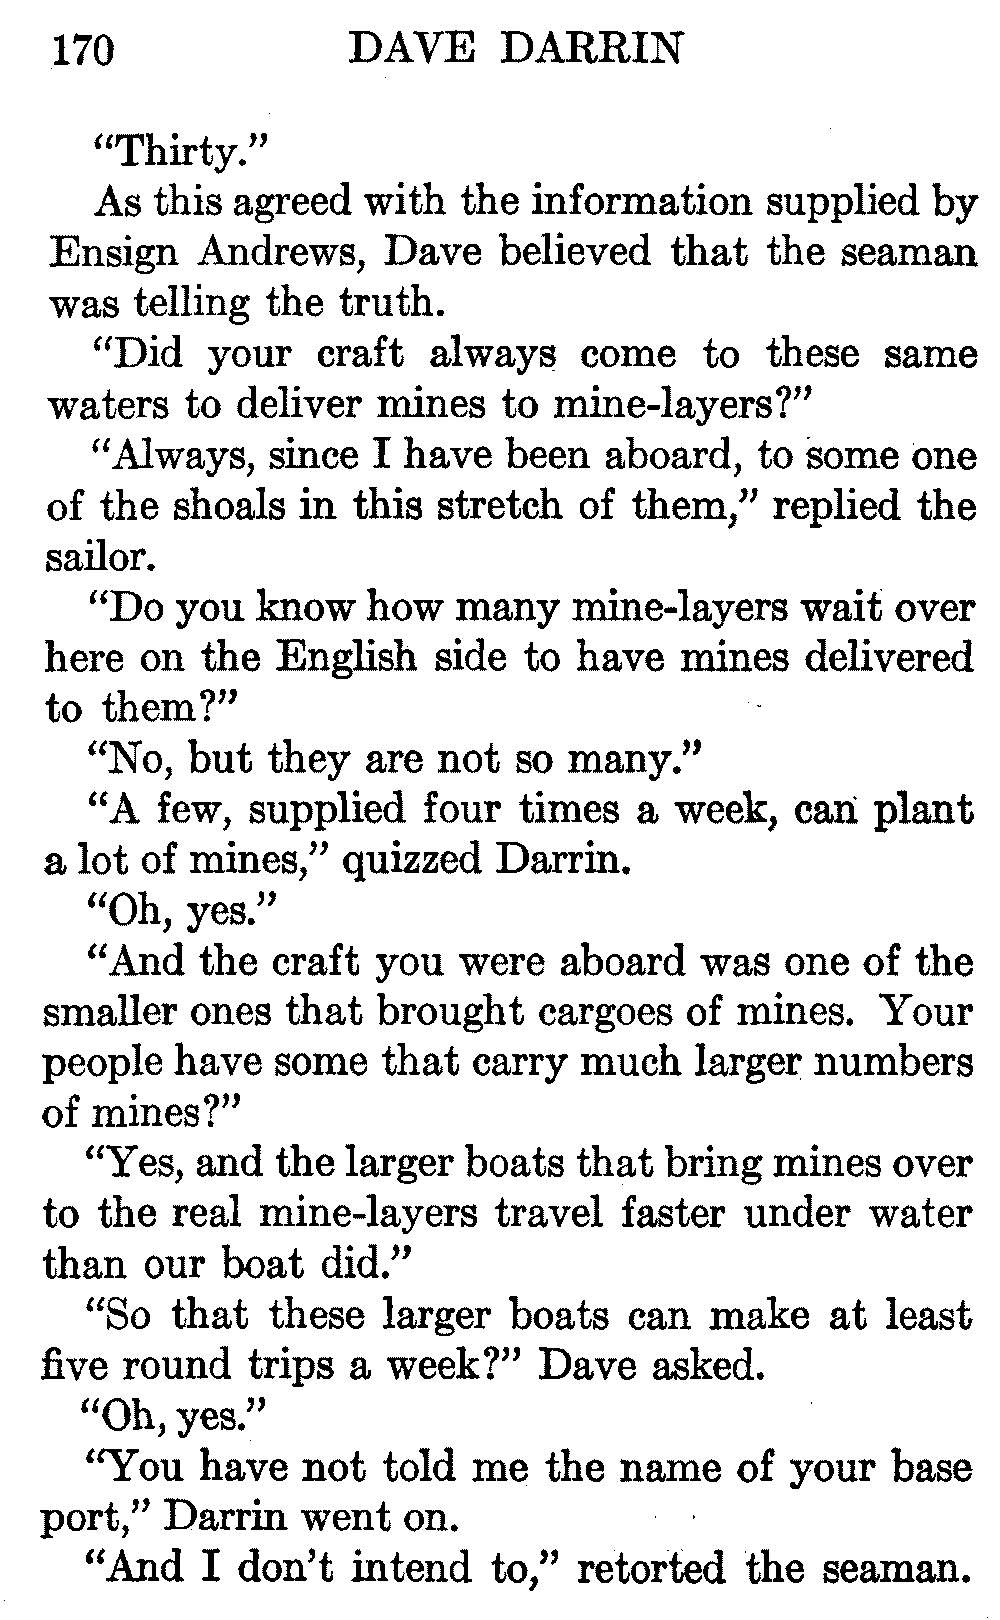 170 DAVE DARRIN
“Thirty.”
As this agreed with the information supplied by
Ensign Andrews, Dave believed that the seaman
was telling the truth.
“Did your craft always come to these same
waters to deliver mines to mine-layers?”
“Always, since I have been aboard, to some one
of the shoals in this stretch of them,” replied the
sailor.
“Do you know how many mine-layers wait over
here on the English side to have mines delivered
to them?”
“No, but they are not so many.”
“A few, supplied four times a week, can plant
a lot of mines,” quizzed Darrin.
“Oh, yes.”
“And the craft you were aboard was one of the
smaller ones that brought cargoes of mines. Your
people have some that carry much larger numbers
of mines?”
“Yes, and the larger boats that bring mines over
to the real mine-layers travel faster under water
than our boat did.”
“So that these larger boats can make at least
five round trips a week?” Dave asked.
“Oh, yes.”
“You have not told me the name of your base
port,” Darrin went on.
“And I don’t intend to,” retorted the seaman.